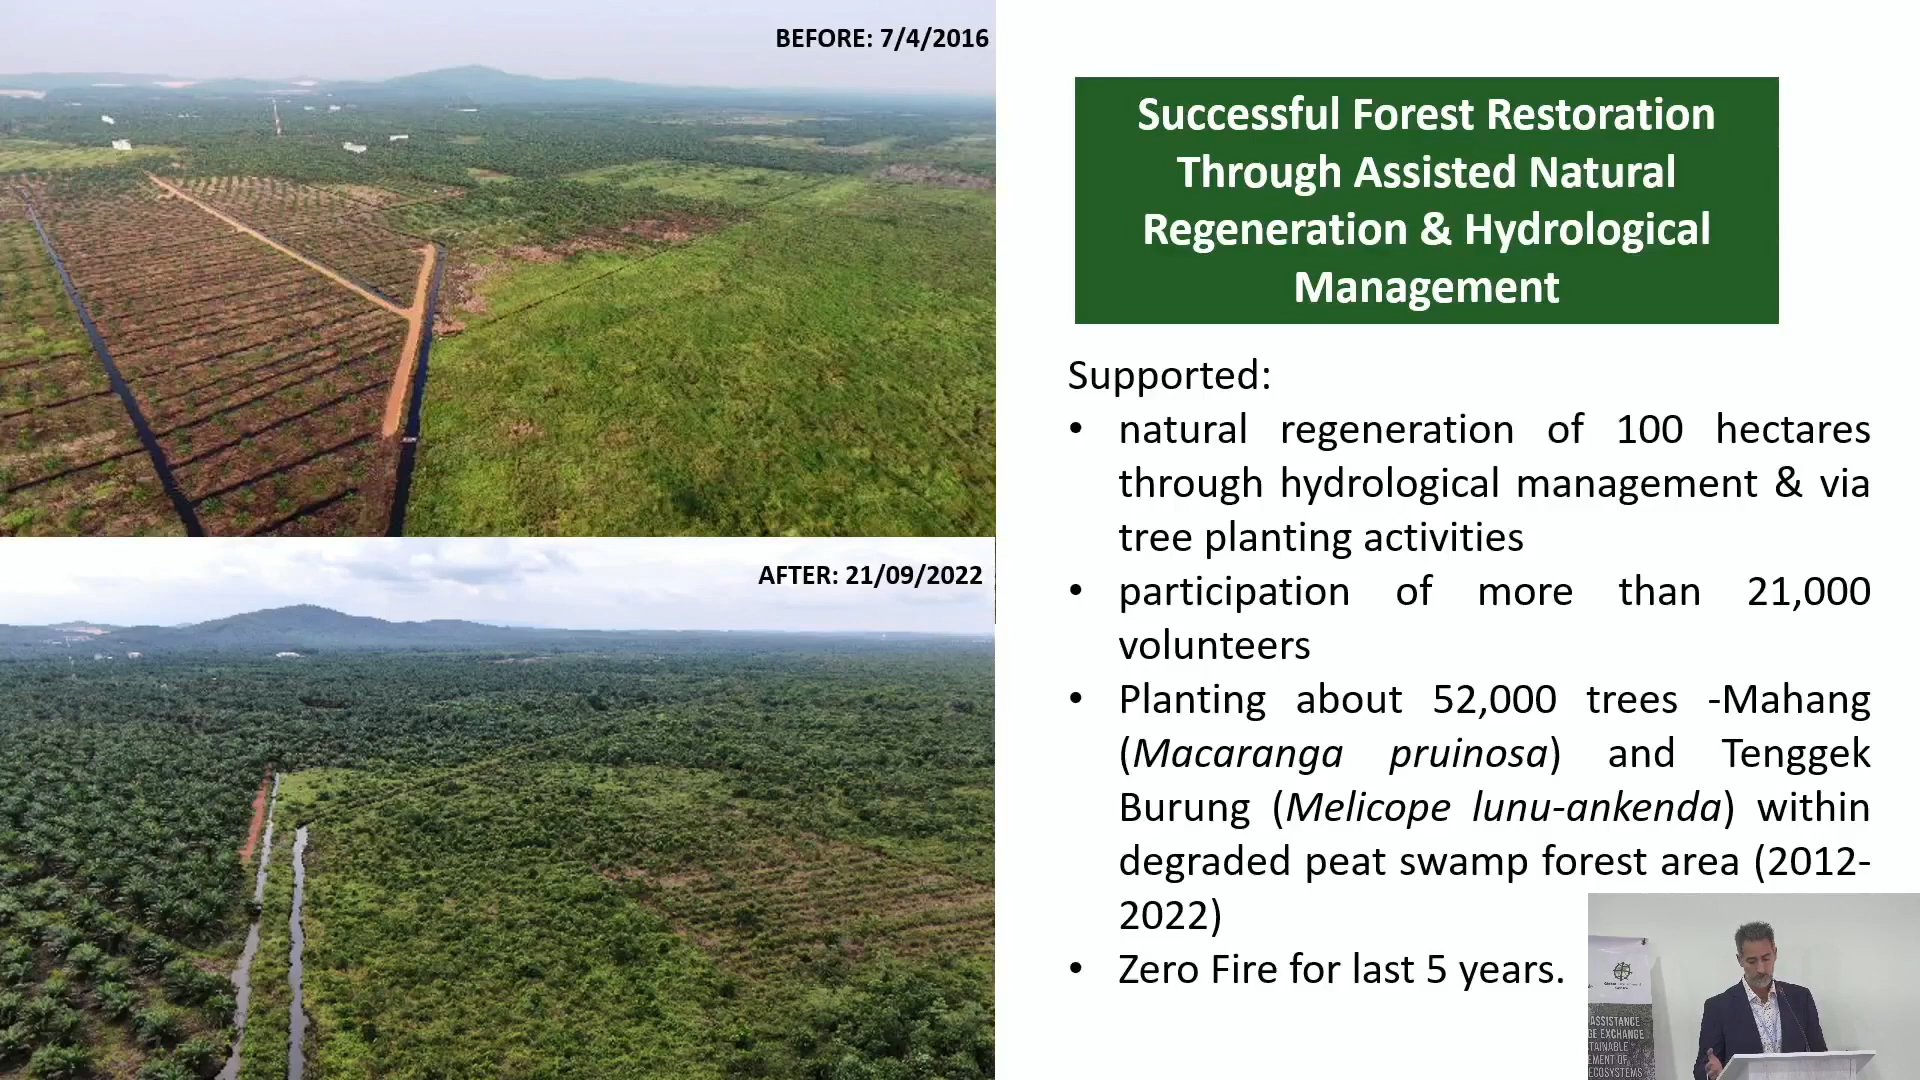 BEFORE: 7/4/2016
AFTER: 21/09/2022
Successful Forest Restoration
Through Assisted Natural
Regeneration & Hydrological
Management
Supported:
• natural regeneration of 100 hectares
through hydrological management & via
tree planting activities
• participation of more than 21,000
volunteers
• Planting about 52,000 trees -Mahang
(Macaranga pruinosa) and Tenggek
Burung (Melicope lunu-ankenda) within
degraded peat swamp forest area (2012-
2022)
• Zero Fire for last 5 years.
ASSISTANCE
GE EXCHANGE
TAINABLE
EMENT OF
ECOSYSTEMS